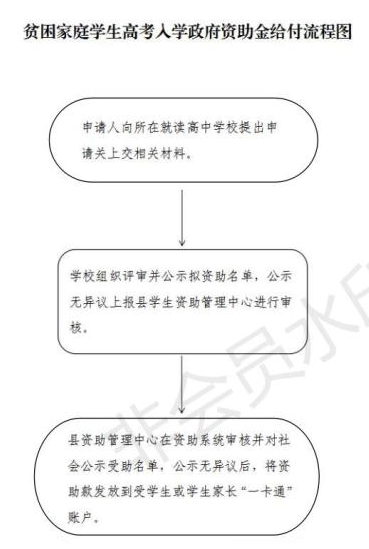 贫困家庭学生高考入学政府资助金给付流程图
申请人向所在就读高中学校提出申
请关上交相关材料。
学校组织评审并公示拟资助名单，公示
无异议上报县学生资助管理中心进行审
核。
县资助管理中心在资助系统审核并对社
会公示受助名单，公示无异议后，将资
助款发放到受学生或学生家长“一卡通”
账户。
非会员水印